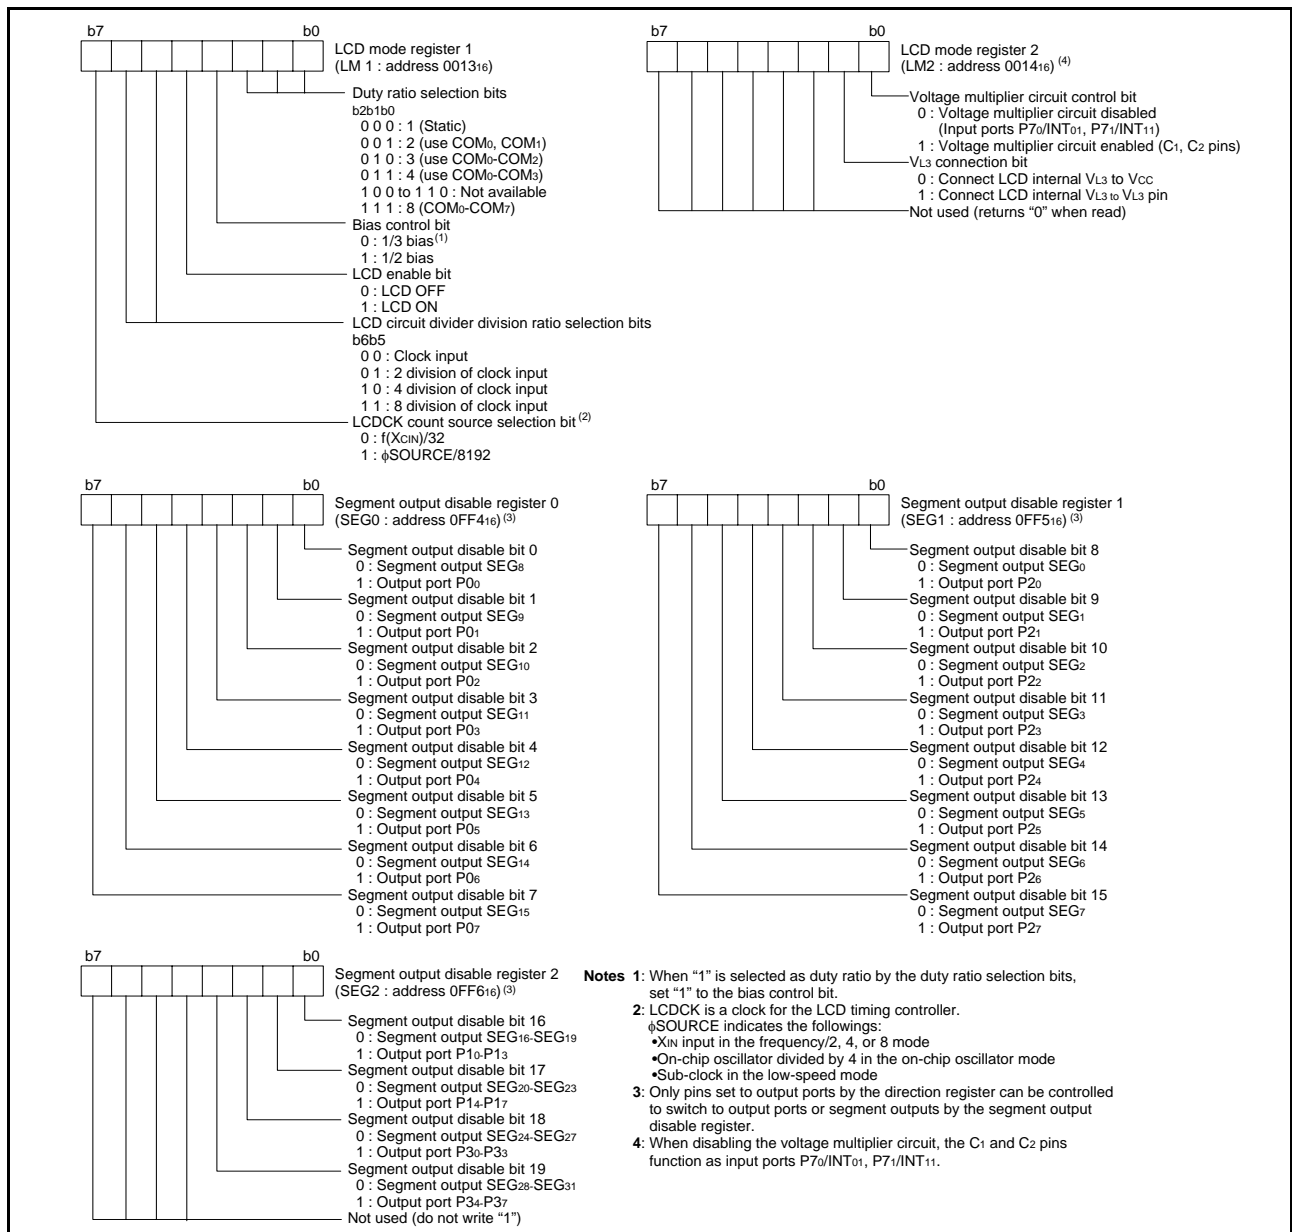 b7 b0
LCD mode register 1
(LM 1 : address 001316)
Duty ratio selection bits
b2b1b0
0 0 0 : 1 (Static)
0 0 1 : 2 (use COM0, COM1)
0 1 0 : 3 (use COM0-COM2)
0 1 1 : 4 (use COM0-COM3)
1 0 0 to 1 1 0 : Not available
1 1 1 : 8 (COM0-COM7)
Bias control bit
0 : 1/3 bias(1)
1 : 1/2 bias
LCD enable bit
0 : LCD OFF
1 : LCD ON
LCD circuit divider division ratio selection bits
b6b5
0 0 : Clock input
0 1 : 2 division of clock input
1 0 : 4 division of clock input
1 1 : 8 division of clock input
LCDCK count source selection bit (2)
0 : f(XCIN)/32
1 : ϕSOURCE/8192
b7 b0
LCD mode register 2
(LM2 : address 001416) (4)
Voltage multiplier circuit control bit
0 : Voltage multiplier circuit disabled
(Input ports P70/INT01, P71/INT11)
1 : Voltage multiplier circuit enabled (C1, C2 pins)
VL3 connection bit
0 : Connect LCD internal VL3 to VCC
1 : Connect LCD internal VL3 to VL3 pin
Not used (returns “0” when read)
b7 b0
Segment output disable register 0
(SEG0 : address 0FF416) (3)
Segment output disable bit 0
0 : Segment output SEG8
1 : Output port P00
Segment output disable bit 1
0 : Segment output SEG9
1 : Output port P01
Segment output disable bit 2
0 : Segment output SEG10
1 : Output port P02
Segment output disable bit 3
0 : Segment output SEG11
1 : Output port P03
Segment output disable bit 4
0 : Segment output SEG12
1 : Output port P04
Segment output disable bit 5
0 : Segment output SEG13
1 : Output port P05
Segment output disable bit 6
0 : Segment output SEG14
1 : Output port P06
Segment output disable bit 7
0 : Segment output SEG15
1 : Output port P07
b7 b0
Segment output disable register 1
(SEG1 : address 0FF516) (3)
Segment output disable bit 8
0 : Segment output SEG0
1 : Output port P20
Segment output disable bit 9
0 : Segment output SEG1
1 : Output port P21
Segment output disable bit 10
0 : Segment output SEG2
1 : Output port P22
Segment output disable bit 11
0 : Segment output SEG3
1 : Output port P23
Segment output disable bit 12
0 : Segment output SEG4
1 : Output port P24
Segment output disable bit 13
0 : Segment output SEG5
1 : Output port P25
Segment output disable bit 14
0 : Segment output SEG6
1 : Output port P26
Segment output disable bit 15
0 : Segment output SEG7
1 : Output port P27
b7 b0
Segment output disable register 2
(SEG2 : address 0FF616) (3)
Segment output disable bit 16
0 : Segment output SEG16-SEG19
1 : Output port P10-P13
Segment output disable bit 17
0 : Segment output SEG20-SEG23
1 : Output port P14-P17
Segment output disable bit 18
0 : Segment output SEG24-SEG27
1 : Output port P30-P33
Segment output disable bit 19
0 : Segment output SEG28-SEG31
1 : Output port P34-P37
Not used (do not write “1”)
Notes 1: When “1” is selected as duty ratio by the duty ratio selection bits,
set “1” to the bias control bit.
2: LCDCK is a clock for the LCD timing controller.
ϕSOURCE indicates the followings:
•XIN input in the frequency/2, 4, or 8 mode
•On-chip oscillator divided by 4 in the on-chip oscillator mode
•Sub-clock in the low-speed mode
3: Only pins set to output ports by the direction register can be controlled
to switch to output ports or segment outputs by the segment output
disable register.
4: When disabling the voltage multiplier circuit, the C1 and C2 pins
function as input ports P70/INT01, P71/INT11.